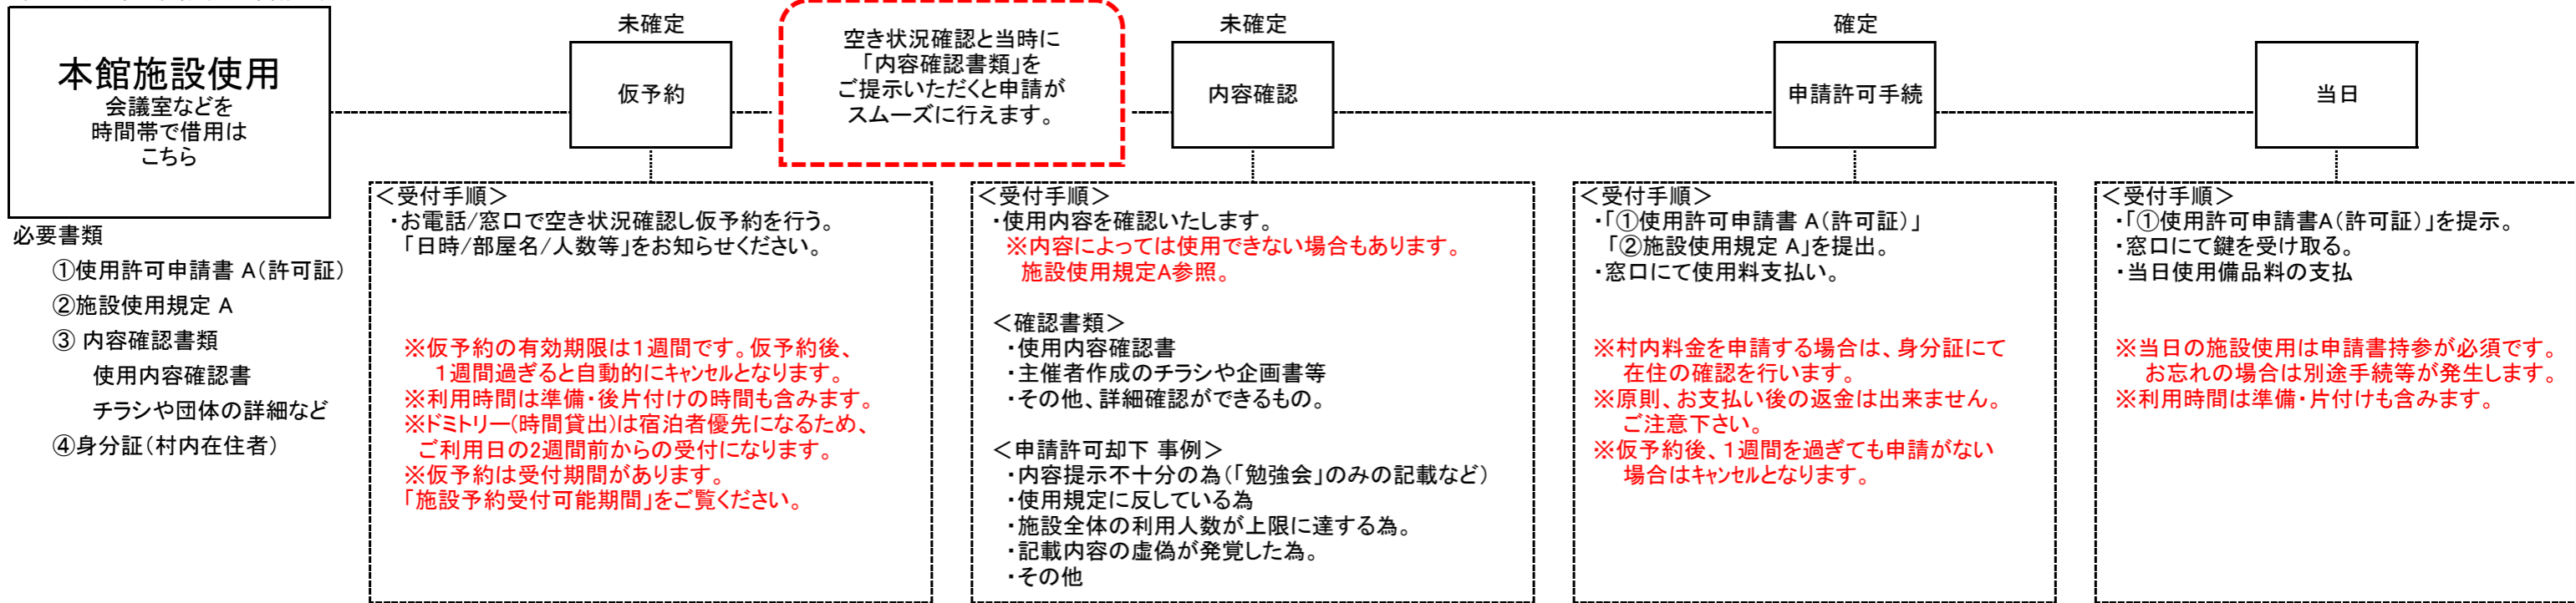 本館施設使用
会議室などを
時間帯で借用は
こちら
必要書類
①使用許可申請書 A(許可証)
②施設使用規定 A
③ 内容確認書類
使用内容確認書
チラシや団体の詳細など
④身分証(村内在住者)
未確定
仮予約
<受付手順>
・お電話/窓口で空き状況確認し仮予約を行う。
「日時/部屋名/人数等」をお知らせください。
※仮予約の有効期限は1週間です。仮予約後、
1週間過ぎると自動的にキャンセルとなります。
※利用時間は準備・後片付けの時間も含みます。
※ドミトリー(時間貸出)は宿泊者優先になるため、
ご利用日の2週間前からの受付になります。
※仮予約は受付期間があります。
「施設予約受付可能期間」をご覧ください。
空き状況確認と当時に
「内容確認書類」を
ご提示いただくと申請が
スムーズに行えます。
未確定
内容確認
<受付手順>
・使用内容を確認いたします。
※内容によっては使用できない場合もあります。
施設使用規定A参照。
<確認書類>
・使用内容確認書
・主催者作成のチラシや企画書等
・その他、詳細確認ができるもの。
<申請許可却下 事例>
・内容提示不十分の為(「勉強会」のみの記載など)
・使用規定に反している為
・施設全体の利用人数が上限に達する為。
・記載内容の虚偽が発覚した為。
・その他
確定
申請許可手続
<受付手順>
・「①使用許可申請書 A(許可証)」
「②施設使用規定 A」を提出。
・窓口にて使用料支払い。
※村内料金を申請する場合は、身分証にて
在住の確認を行います。
※原則、お支払い後の返金は出来ません。
ご注意下さい。
※仮予約後、1週間を過ぎても申請がない
場合はキャンセルとなります。
当日
<受付手順>
・「①使用許可申請書A(許可証)」を提示。
・窓口にて鍵を受け取る。
・当日使用備品料の支払
※当日の施設使用は申請書持参が必須です。
お忘れの場合は別途手続等が発生します。
※利用時間は準備・片付けも含みます。